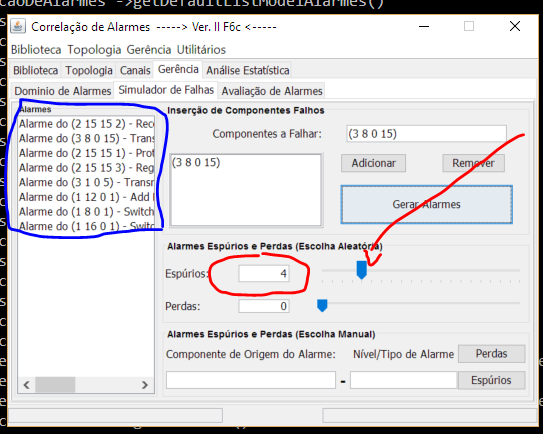 caoDeAlarmes ->getDefaultListModelAlarmes()
Correlação de Alarmes -----> Ver. II F6c <-----
Biblioteca Topologia Gerência Utilitários
Biblioteca Topologia Canais Gerência Análise Estatística
Dominio de Alarmes Simulador de Falhas Avaliação de Alarmes
Alarmes
Alarme do (2 15 15 2) - Rec
Alarme do (3 8 0 15) - Trans
Alarme do (2 15 15 1) - Prot
Alarme do (2 15 15 3) - Reg
Alarme do (3 1 0 5) - Transm
Alarme do (1 12 0 1) - Add
Alarme do (1 8 0 1) - Switch
Alarme do (1 16 0 1) - Switc
Inserção de Componentes Falhos
Componentes a Falhar: (3 8 0 15)
(3 8 0 15)
Adicionar Remover
Gerar Alarmes
Alarmes Espúrios e Perdas (Escolha Aleatória)
Espúrios: 4
Perdas: 0
Alarmes Espúrios e Perdas (Escolha Manual)
Componente de Origem do Alarme: Nível/Tipo de Alarme Perdas
- Espúrios